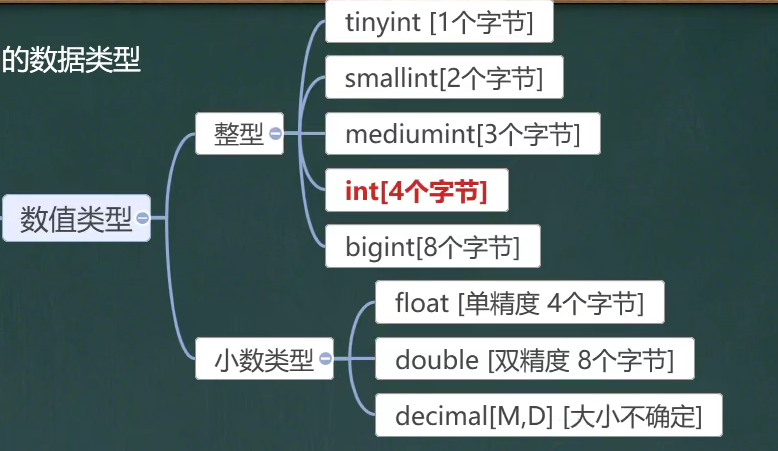 的数据类型
数值类型
整型
tinyint [1个字节]
smallint[2个字节]
mediumint[3个字节]
int[4个字节]
bigint[8个字节]
小数类型
float [单精度 4个字节]
double [双精度 8个字节]
decimal[M,D] [大小不确定]